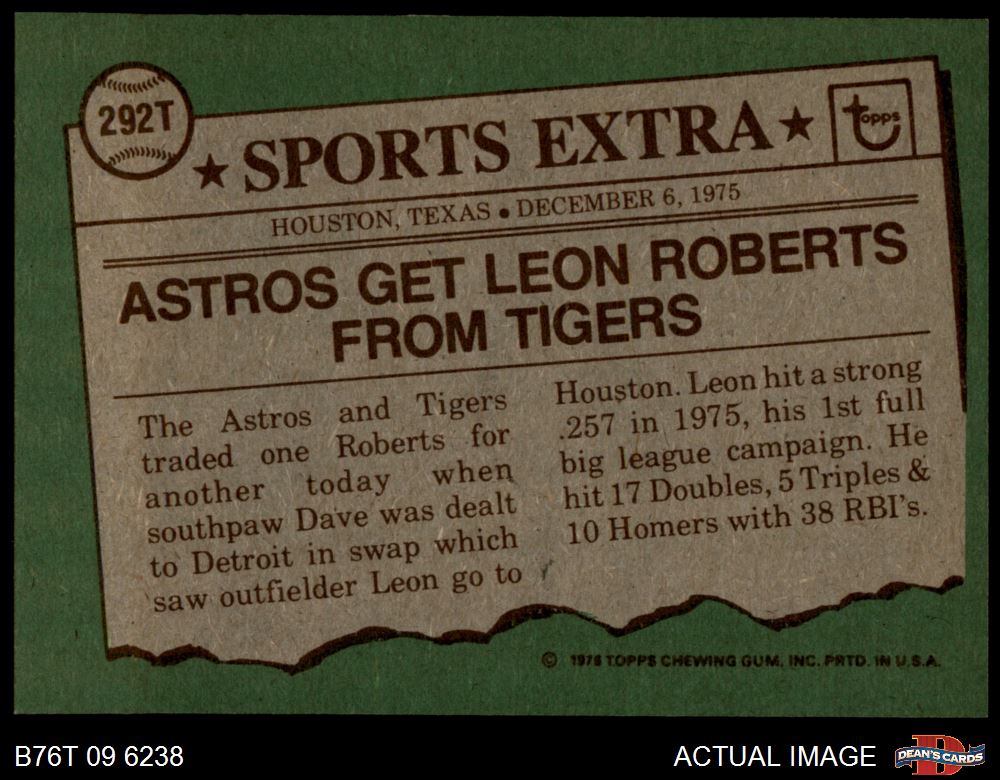 292T
★ SPORTS EXTRA ★
topps
HOUSTON, TEXAS • DECEMBER 6, 1975
ASTROS GET LEON ROBERTS
FROM TIGERS
The Astros and Tigers
traded one Roberts for
another today when
southpaw Dave was dealt
to Detroit in swap which
saw outfielder Leon go to
Houston. Leon hit a strong
.257 in 1975, his 1st full
big league campaign. He
hit 17 Doubles, 5 Triples &
10 Homers with 38 RBI's.
© 1976 TOPPS CHEWING GUM, INC. PRTD. IN U.S.A.
B76T 09 6238
ACTUAL IMAGE
DEAN'S CARDS